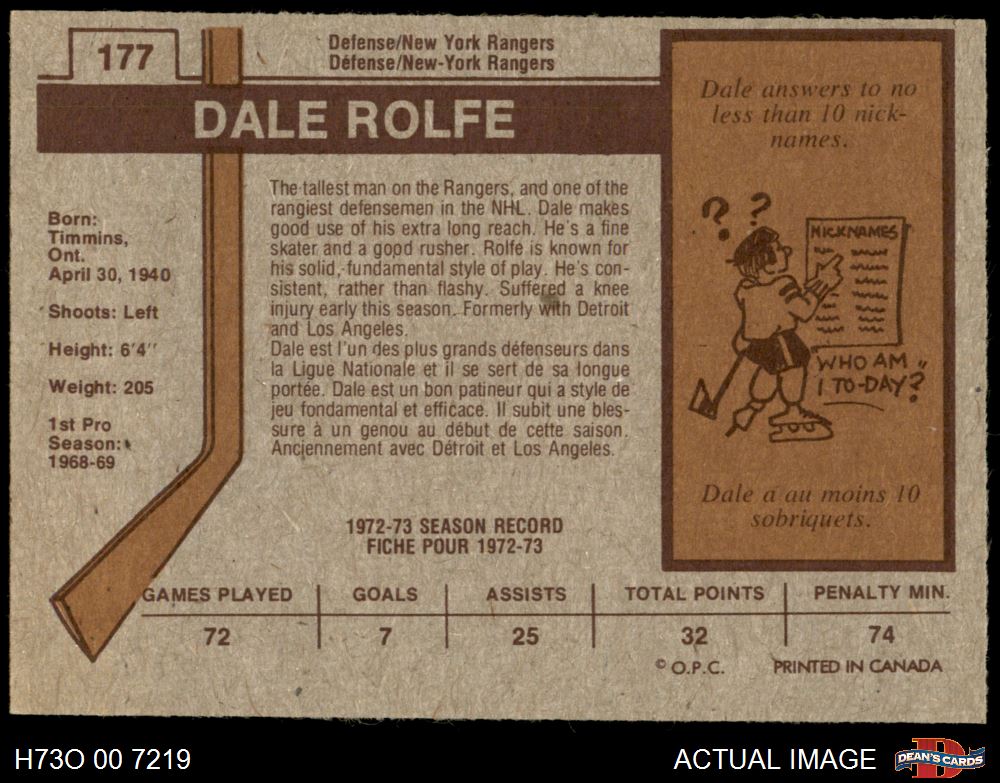 177
Defense/New York Rangers
Défense/New-York Rangers
DALE ROLFE
Born:
Timmins,
Ont.
April 30, 1940
Shoots: Left
Height: 6'4''
Weight: 205
1st Pro
Season:
1968-69
The tallest man on the Rangers, and one of the
rangiest defensemen in the NHL. Dale makes
good use of his extra long reach. He's a fine
skater and a good rusher. Rolfe is known for
his solid, fundamental style of play. He's con-
sistent, rather than flashy. Suffered a knee
injury early this season. Formerly with Detroit
and Los Angeles.
Dale est l'un des plus grands défenseurs dans
la Ligue Nationale et il se sert de sa longue
portée. Dale est un bon patineur qui a style de
jeu fondamental et efficace. Il subit une bles-
sure à un genou au début de cette saison.
Anciennement avec Détroit et Los Angeles.
Dale answers to no
less than 10 nick-
names.
? ?
NICKNAMES
WHO AM
I TO-DAY?
Dale a au moins 10
sobriquets.
1972-73 SEASON RECORD
FICHE POUR 1972-73
GAMES PLAYED GOALS ASSISTS TOTAL POINTS PENALTY MIN.
72 7 25 32 74
© O.P.C. PRINTED IN CANADA
H73O 00 7219
ACTUAL IMAGE
D
DEAN'S CARDS